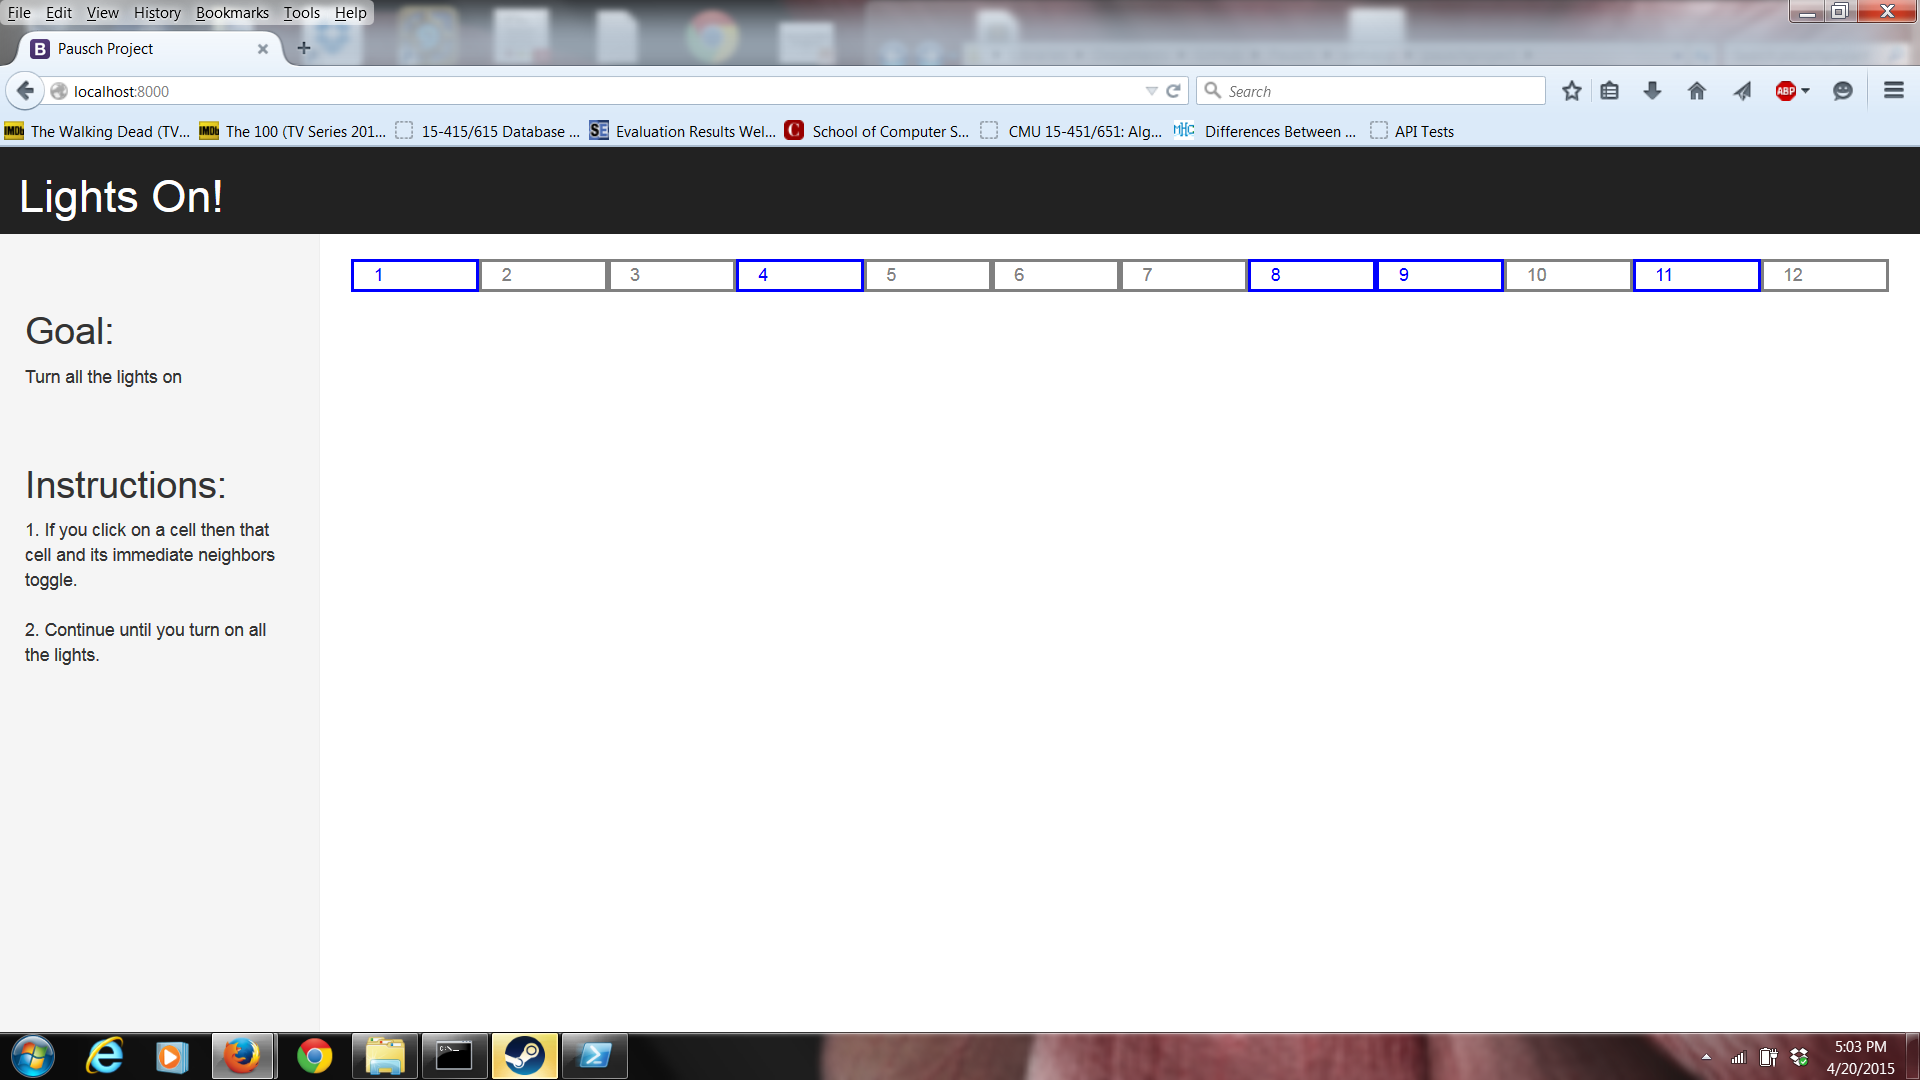 File Edit View History Bookmarks Tools Help
Pausch Project
localhost:8000
Search
The Walking Dead (TV... The 100 (TV Series 201... 15-415/615 Database ... Evaluation Results Wel... School of Computer S... CMU 15-451/651: Alg... Differences Between ... API Tests
Lights On!
1 2 3 4 5 6 7 8 9 10 11 12
Goal:
Turn all the lights on
Instructions:
1. If you click on a cell then that
cell and its immediate neighbors
toggle.
2. Continue until you turn on all
the lights.
5:03 PM
4/20/2015